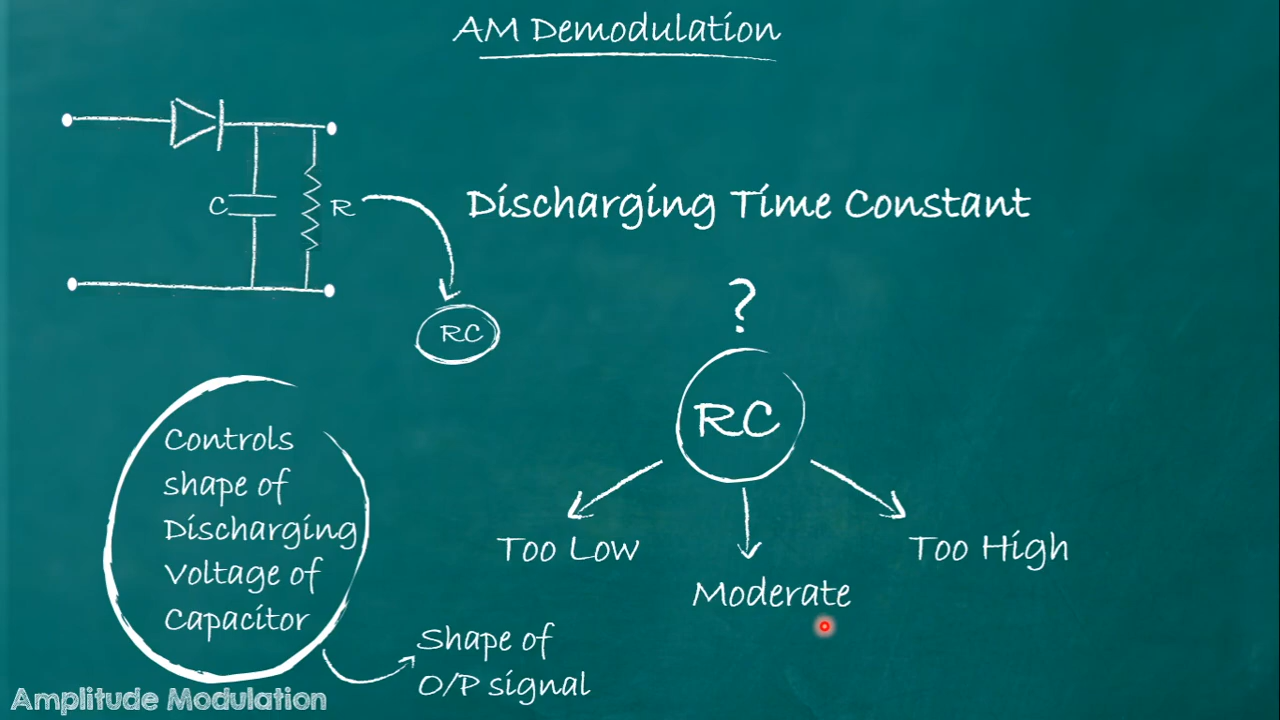 AM Demodulation
C
R
Discharging Time Constant
RC
?
RC
Controls
shape of
Discharging
Voltage of
Capacitor
Too Low
Moderate
Too High
Shape of
O/P signal
Amplitude Modulation